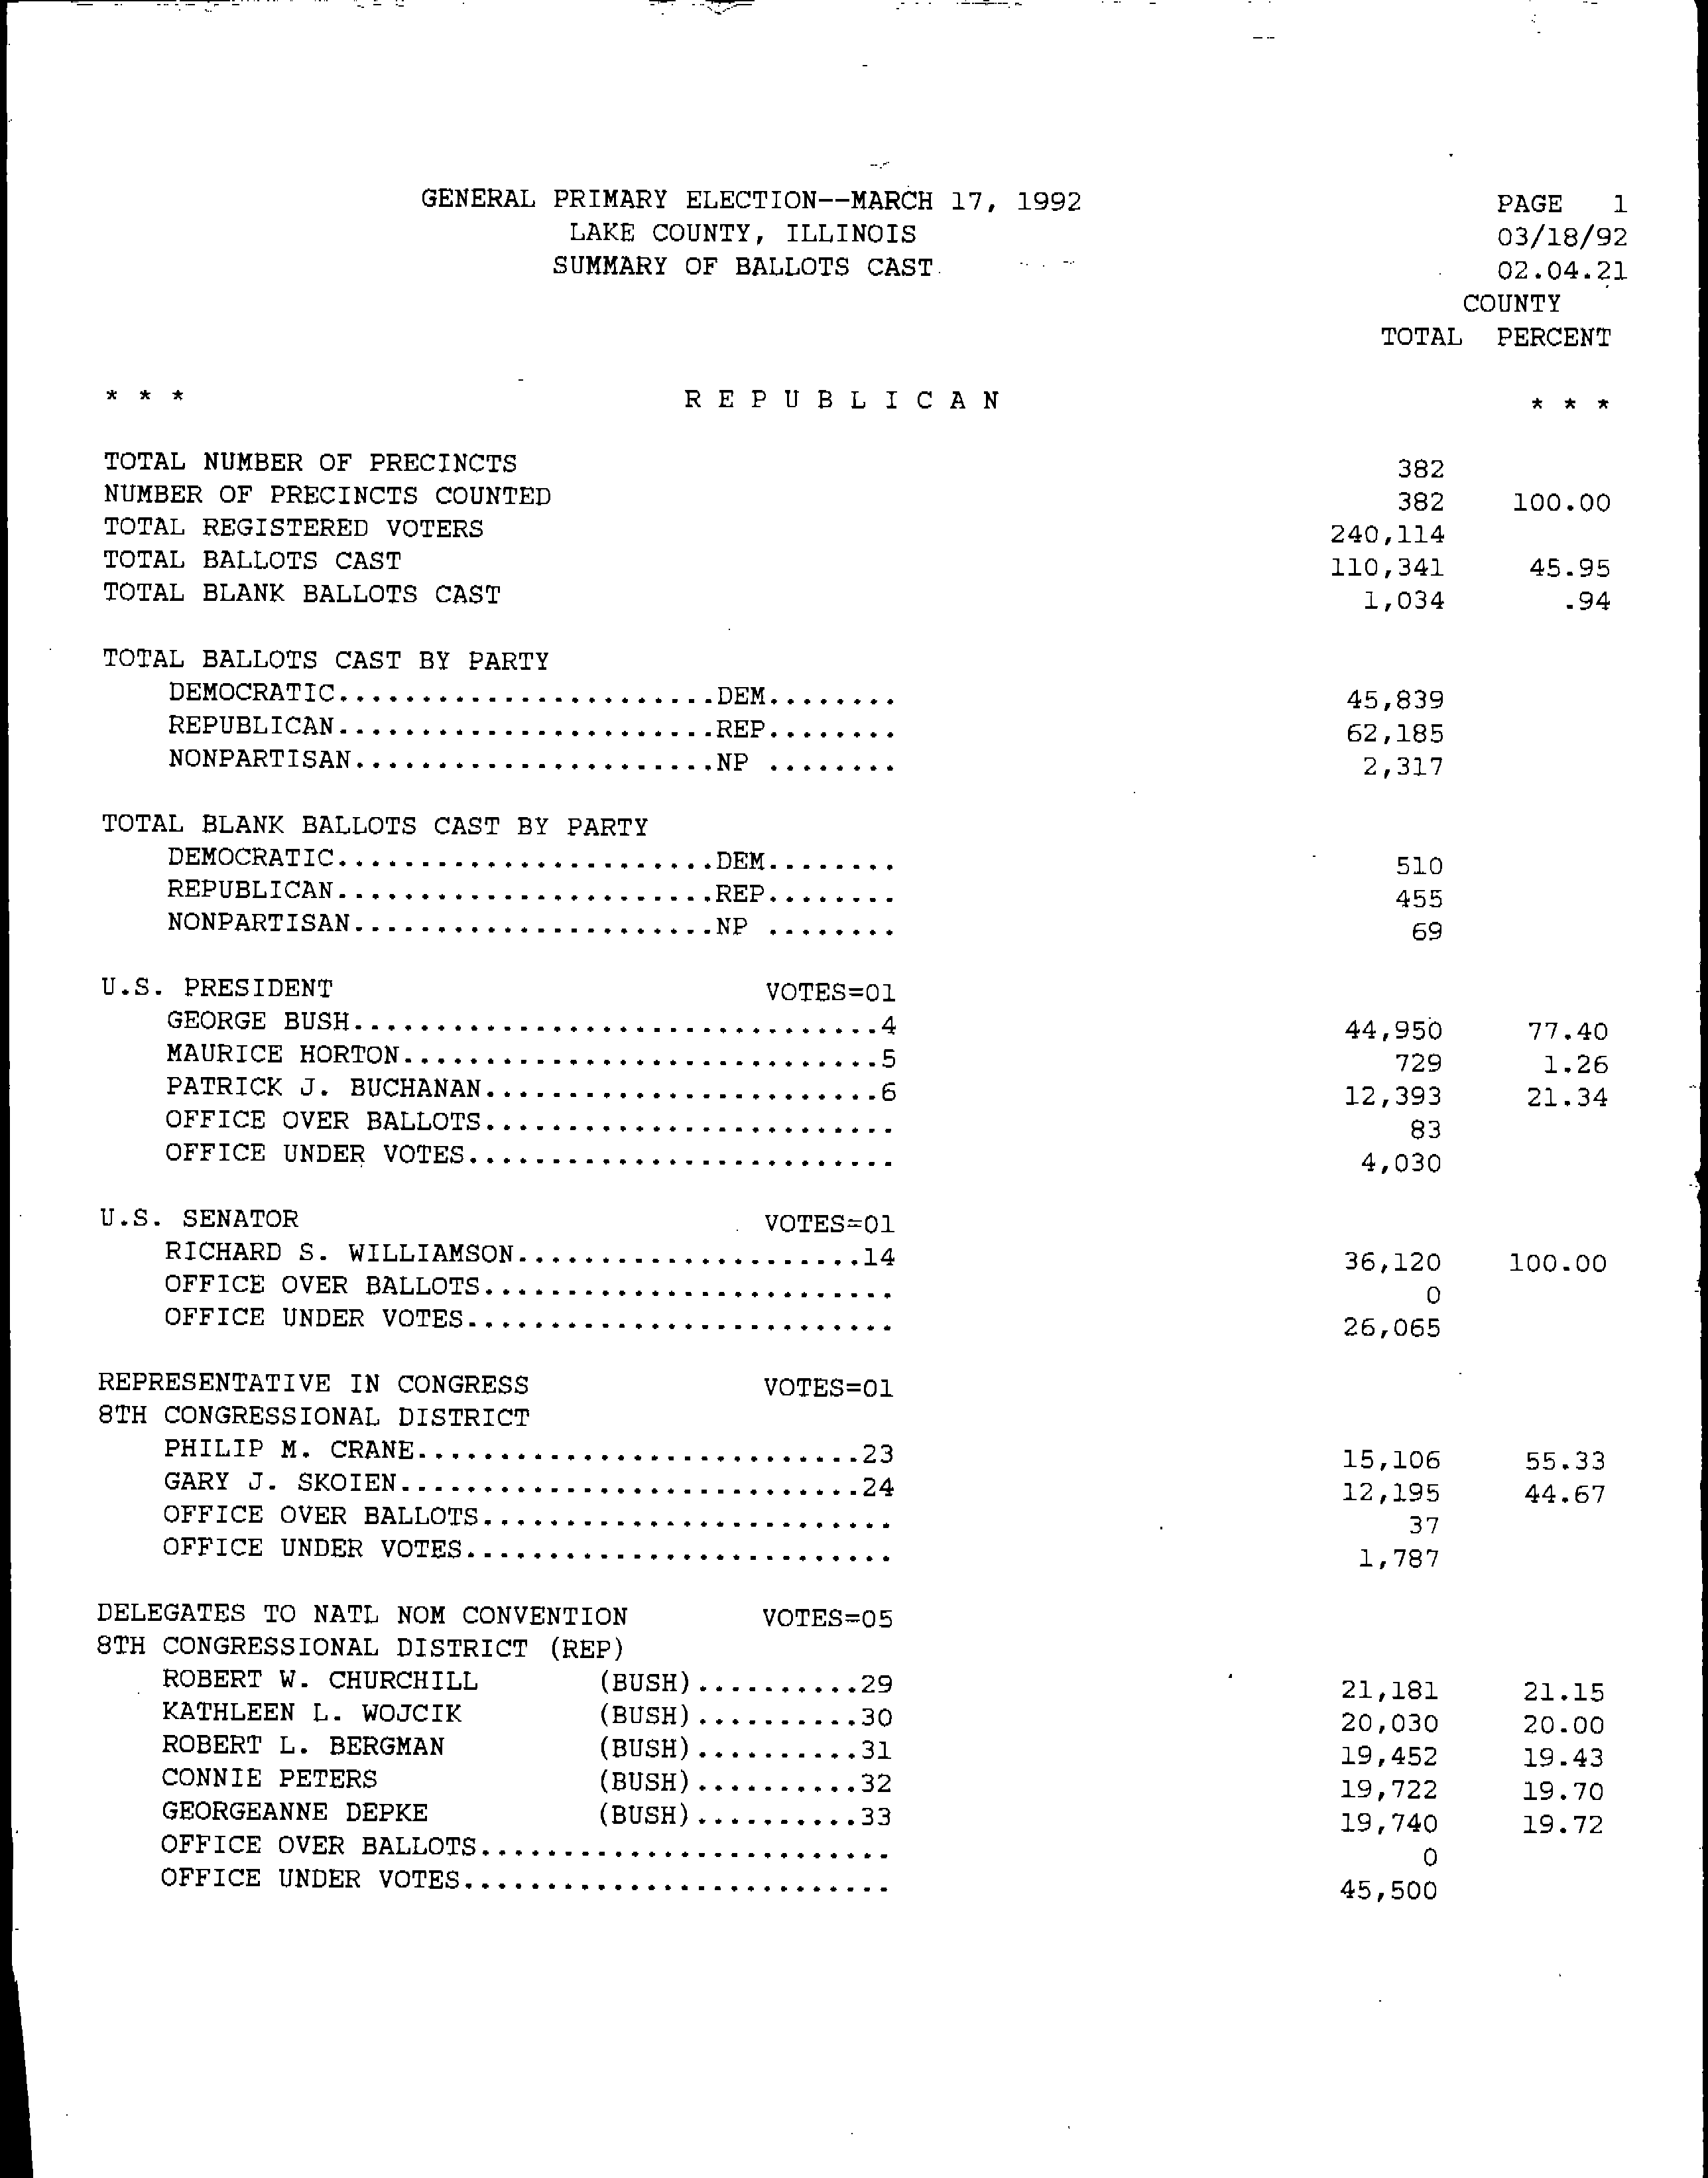 GENERAL PRIMARY ELECTION--MARCH 17, 1992 PAGE 1
LAKE COUNTY, ILLINOIS 03/18/92
SUMMARY OF BALLOTS CAST 02.04.21
COUNTY
TOTAL PERCENT
* * * R E P U B L I C A N * * *
TOTAL NUMBER OF PRECINCTS 382
NUMBER OF PRECINCTS COUNTED 382 100.00
TOTAL REGISTERED VOTERS 240,114
TOTAL BALLOTS CAST 110,341 45.95
TOTAL BLANK BALLOTS CAST 1,034 .94
TOTAL BALLOTS CAST BY PARTY
DEMOCRATIC.......................DEM........ 45,839
REPUBLICAN.......................REP........ 62,185
NONPARTISAN......................NP ........ 2,317
TOTAL BLANK BALLOTS CAST BY PARTY
DEMOCRATIC.......................DEM........ 510
REPUBLICAN.......................REP........ 455
NONPARTISAN......................NP ........ 69
U.S. PRESIDENT VOTES=01
GEORGE BUSH................................4 44,950 77.40
MAURICE HORTON.............................5 729 1.26
PATRICK J. BUCHANAN........................6 12,393 21.34
OFFICE OVER BALLOTS......................... 83
OFFICE UNDER VOTES.......................... 4,030
U.S. SENATOR VOTES=01
RICHARD S. WILLIAMSON.....................14 36,120 100.00
OFFICE OVER BALLOTS......................... 0
OFFICE UNDER VOTES.......................... 26,065
REPRESENTATIVE IN CONGRESS VOTES=01
8TH CONGRESSIONAL DISTRICT
PHILIP M. CRANE...........................23 15,106 55.33
GARY J. SKOIEN............................24 12,195 44.67
OFFICE OVER BALLOTS......................... 37
OFFICE UNDER VOTES.......................... 1,787
DELEGATES TO NATL NOM CONVENTION VOTES=05
8TH CONGRESSIONAL DISTRICT (REP)
ROBERT W. CHURCHILL (BUSH)..........29 21,181 21.15
KATHLEEN L. WOJCIK (BUSH)..........30 20,030 20.00
ROBERT L. BERGMAN (BUSH)..........31 19,452 19.43
CONNIE PETERS (BUSH)..........32 19,722 19.70
GEORGEANNE DEPKE (BUSH)..........33 19,740 19.72
OFFICE OVER BALLOTS......................... 0
OFFICE UNDER VOTES.......................... 45,500